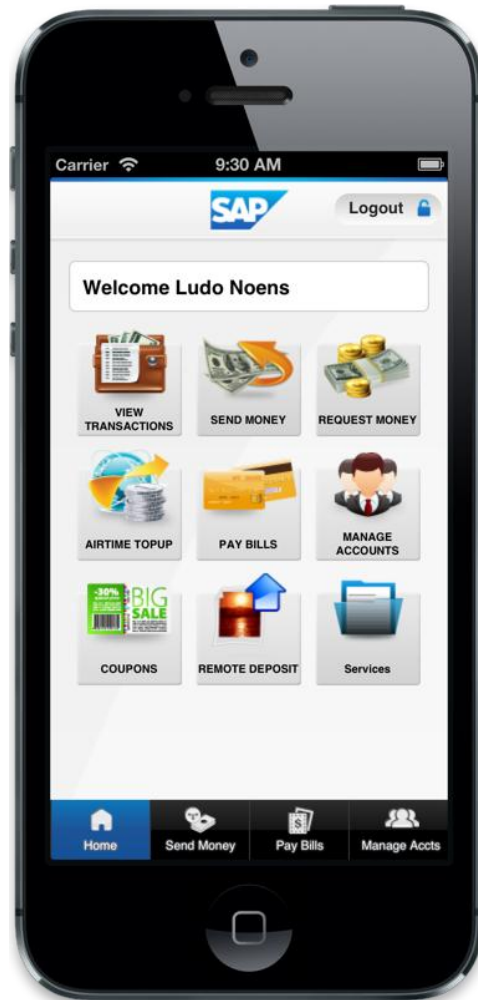 Carrier 9:30 AM
SAP
Logout
Welcome Ludo Noens
VIEW
TRANSACTIONS
SEND MONEY
REQUEST MONEY
AIRTIME TOPUP
PAY BILLS
MANAGE
ACCOUNTS
-30%
BIG
SALE
COUPONS
REMOTE DEPOSIT
Services
Home
Send Money
Pay Bills
Manage Accts